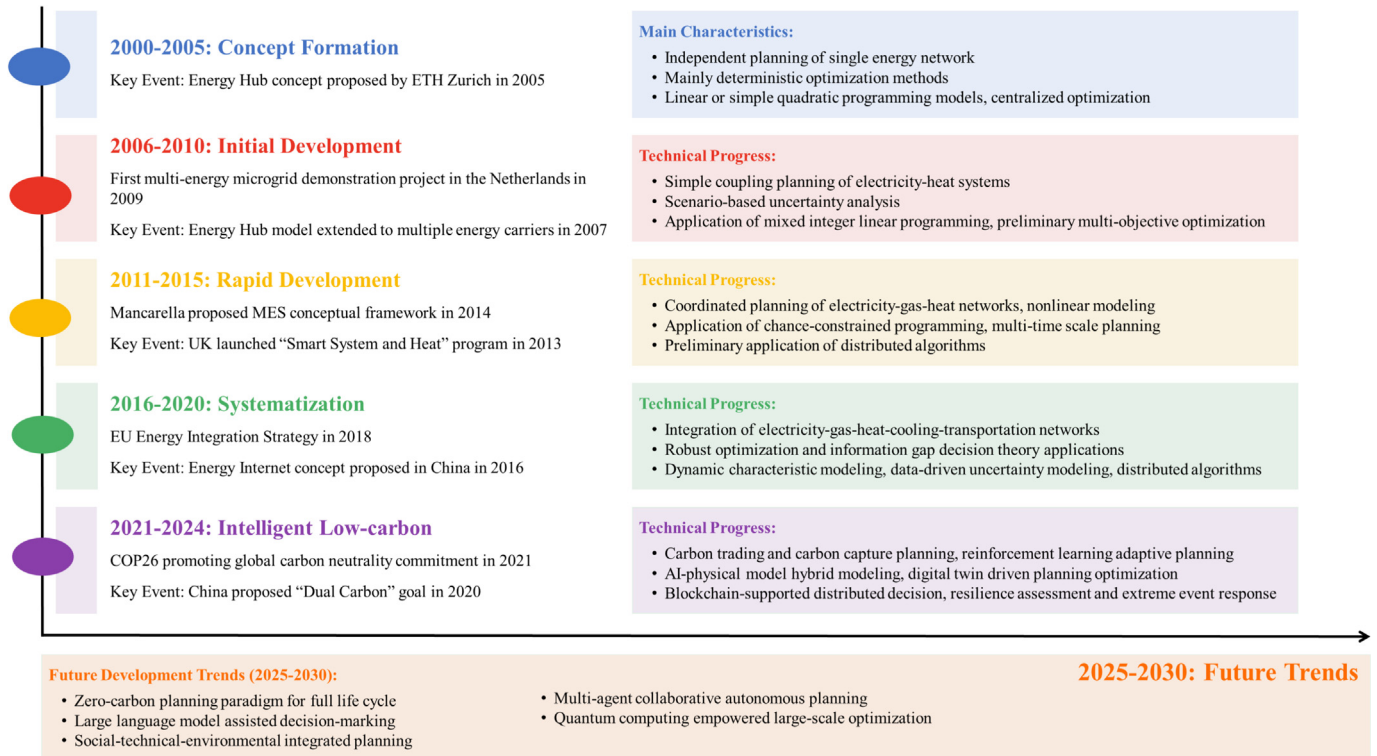 2000-2005: Concept Formation
Key Event: Energy Hub concept proposed by ETH Zurich in 2005
Main Characteristics:
• Independent planning of single energy network
• Mainly deterministic optimization methods
• Linear or simple quadratic programming models, centralized optimization
2006-2010: Initial Development
First multi-energy microgrid demonstration project in the Netherlands in
2009
Key Event: Energy Hub model extended to multiple energy carriers in 2007
Technical Progress:
• Simple coupling planning of electricity-heat systems
• Scenario-based uncertainty analysis
• Application of mixed integer linear programming, preliminary multi-objective optimization
2011-2015: Rapid Development
Mancarella proposed MES conceptual framework in 2014
Key Event: UK launched “Smart System and Heat” program in 2013
Technical Progress:
• Coordinated planning of electricity-gas-heat networks, nonlinear modeling
• Application of chance-constrained programming, multi-time scale planning
• Preliminary application of distributed algorithms
2016-2020: Systematization
EU Energy Integration Strategy in 2018
Key Event: Energy Internet concept proposed in China in 2016
Technical Progress:
• Integration of electricity-gas-heat-cooling-transportation networks
• Robust optimization and information gap decision theory applications
• Dynamic characteristic modeling, data-driven uncertainty modeling, distributed algorithms
2021-2024: Intelligent Low-carbon
COP26 promoting global carbon neutrality commitment in 2021
Key Event: China proposed “Dual Carbon” goal in 2020
Technical Progress:
• Carbon trading and carbon capture planning, reinforcement learning adaptive planning
• AI-physical model hybrid modeling, digital twin driven planning optimization
• Blockchain-supported distributed decision, resilience assessment and extreme event response
2025-2030: Future Trends
Future Development Trends (2025-2030):
• Zero-carbon planning paradigm for full life cycle
• Large language model assisted decision-marking
• Social-technical-environmental integrated planning
• Multi-agent collaborative autonomous planning
• Quantum computing empowered large-scale optimization